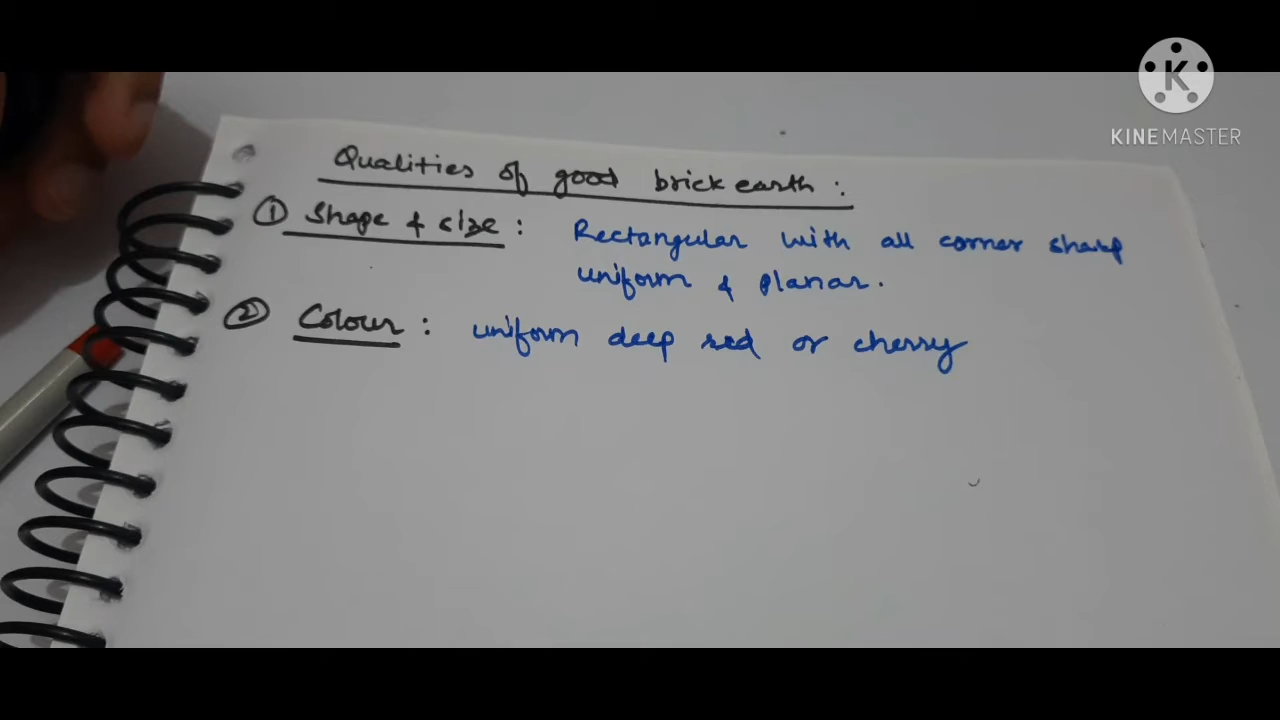 KINEMASTER
Qualities of good brick earth :
① Shape & size : Rectangular with all corner sharp
uniform & planar.
② Colour : uniform deep red or cherry